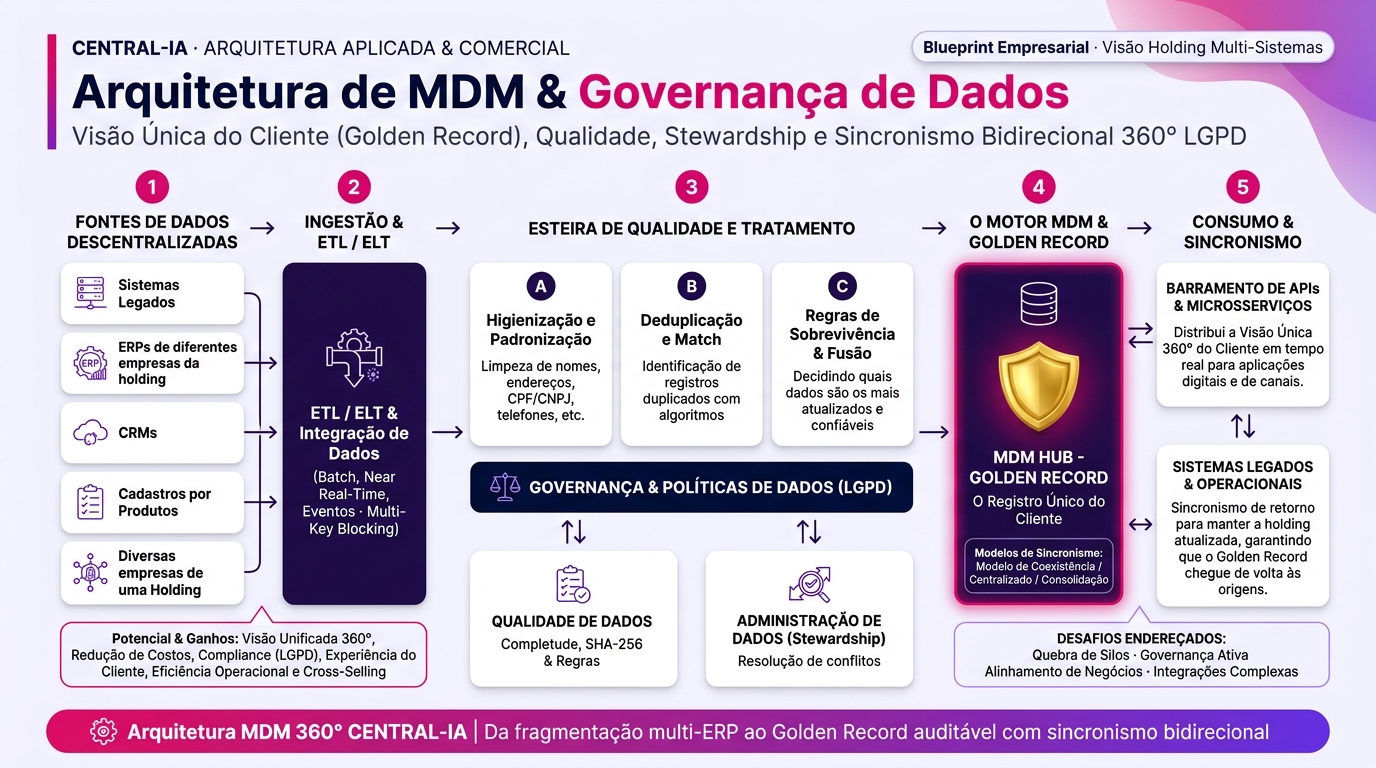 CENTRAL-IA · ARQUITETURA APLICADA & COMERCIAL
Blueprint Empresarial · Visão Holding Multi-Sistemas
Arquitetura de MDM & Governança de Dados
Visão Única do Cliente (Golden Record), Qualidade, Stewardship e Sincronismo Bidirecional 360° LGPD
1
FONTES DE DADOS
DESCENTRALIZADAS
Sistemas
Legados
ERP
ERPs de diferentes
empresas da
holding
CRMs
Cadastros por
Produtos
Diversas
empresas de
uma Holding
Potencial & Ganhos: Visão Unificada 360°,
Redução de Custos, Compliance (LGPD), Experiência do
Cliente, Eficiência Operacional e Cross-Selling
2
INGESTÃO &
ETL / ELT
ETL / ELT &
Integração de
Dados
(Batch, Near
Real-Time,
Eventos · Multi-
Key Blocking)
3
ESTEIRA DE QUALIDADE E TRATAMENTO
A
Higienização e
Padronização
Limpeza de nomes,
endereços,
CPF/CNPJ,
telefones, etc.
B
Deduplicação
e Match
Identificação de
registros
duplicados com
algoritmos
C
Regras de
Sobrevivência
& Fusão
Decidindo quais
dados são os mais
atualizados e
confiáveis
GOVERNANÇA & POLÍTICAS DE DADOS (LGPD)
QUALIDADE DE DADOS
Completude, SHA-256
& Regras
ADMINISTRAÇÃO DE
DADOS (Stewardship)
Resolução de conflitos
4
O MOTOR MDM &
GOLDEN RECORD
MDM HUB -
GOLDEN RECORD
O Registro Único do
Cliente
Modelos de Sincronisme:
Modelo de Coexistência /
Centralizado / Consolidação
5
CONSUMO &
SINCRONISMO
BARRAMENTO DE APIs
& MICROSSERVIÇOS
Distribui a Visão Única
360° do Cliente em tempo
real para aplicações
digitais e de canais.
SISTEMAS LEGADOS
& OPERACIONAIS
Sincronismo de retorno
para manter a holding
atualizada, garantindo
que o Golden Record
chegue de volta às
origens.
DESAFIOS ENDEREÇADOS:
Quebra de Silos · Governança Ativa
Alinhamento de Negócios · Integrações Complexas
Arquitetura MDM 360° CENTRAL-IA | Da fragmentação multi-ERP ao Golden Record auditável com sincronismo bidirecional